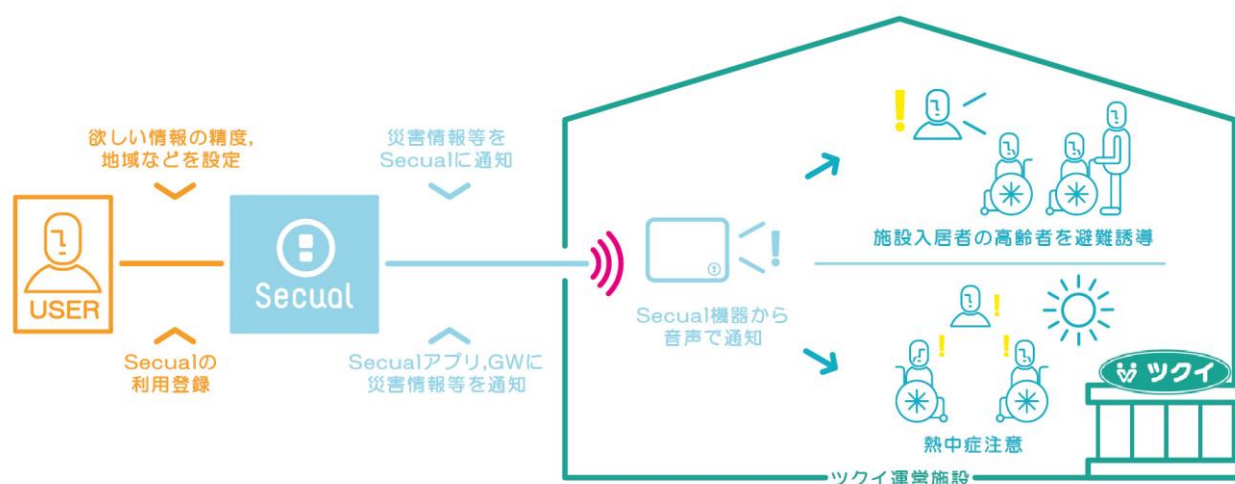 欲しい情報の精度,
地域などを設定
USER
Secualの
利用登録
災害情報等を
Secualに通知
Secual
Secualアプリ,GWに
災害情報等を通知
Secual機器から
音声で通知
施設入居者の高齢者を避難誘導
熱中症注意
ツクイ
ツクイ運営施設